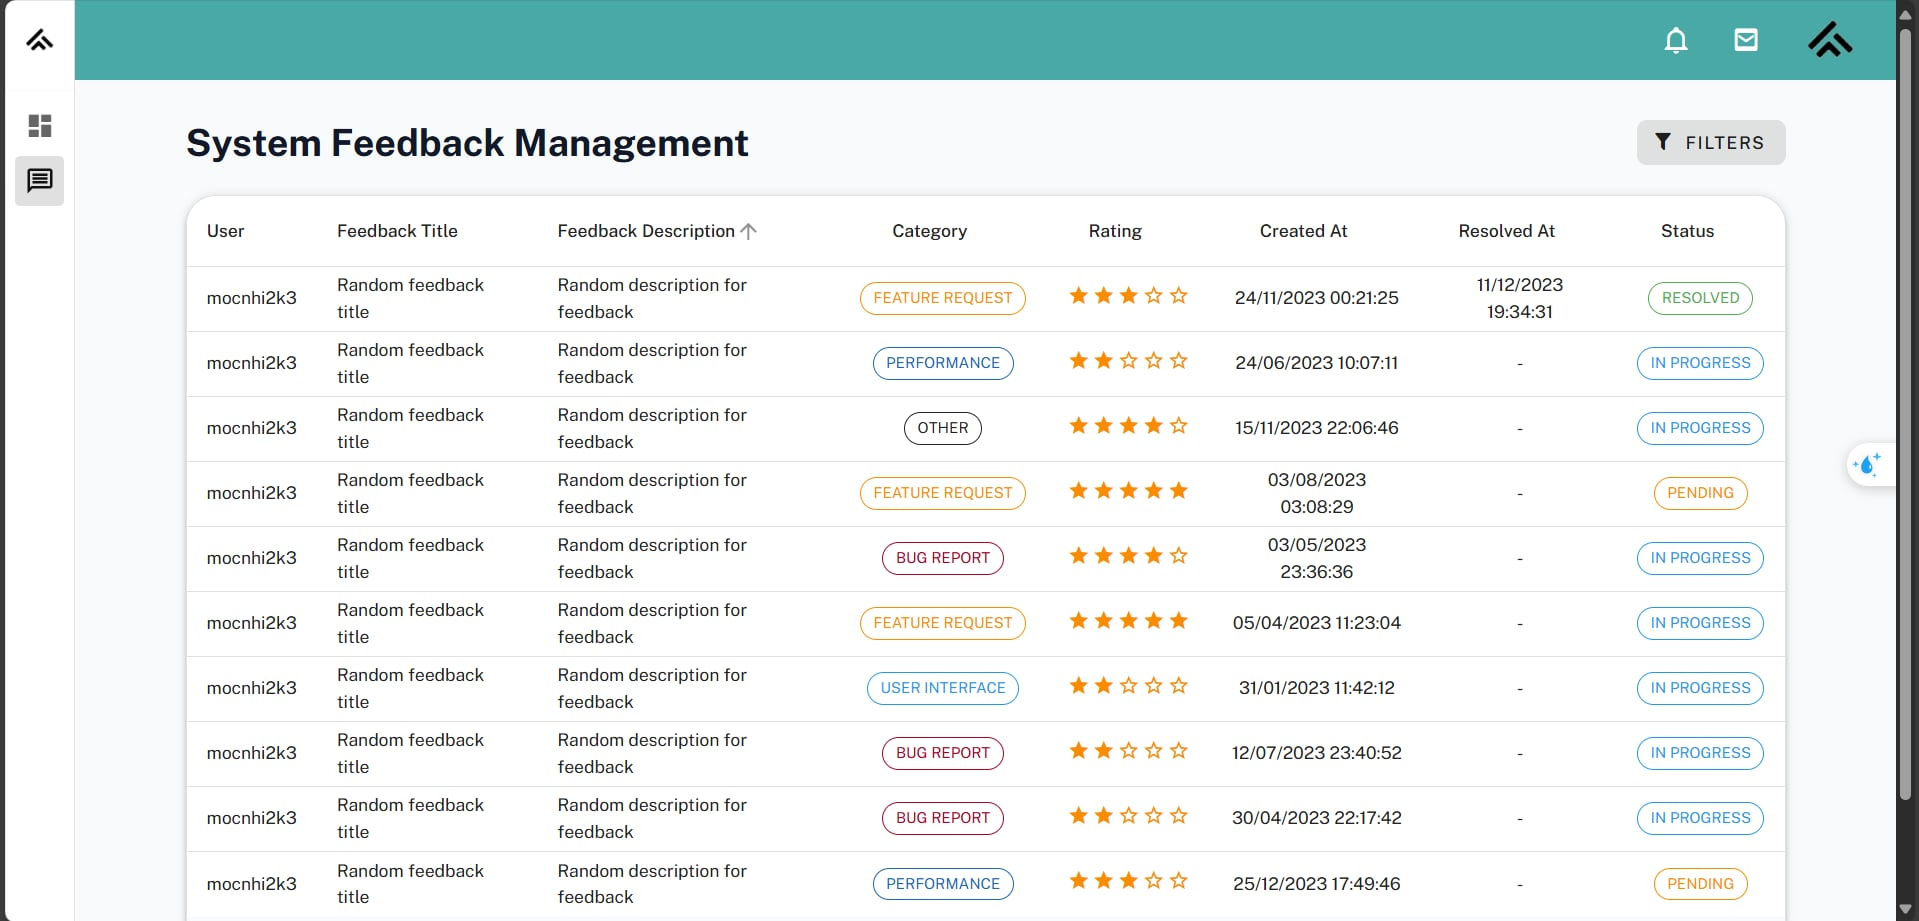 System Feedback Management
FILTERS
User Feedback Title Feedback Description Category Rating Created At Resolved At Status
mocnhi2k3 Random feedback title Random description for feedback FEATURE REQUEST 24/11/2023 00:21:25 11/12/2023 19:34:31 RESOLVED
mocnhi2k3 Random feedback title Random description for feedback PERFORMANCE 24/06/2023 10:07:11 - IN PROGRESS
mocnhi2k3 Random feedback title Random description for feedback OTHER 15/11/2023 22:06:46 - IN PROGRESS
mocnhi2k3 Random feedback title Random description for feedback FEATURE REQUEST 03/08/2023 03:08:29 - PENDING
mocnhi2k3 Random feedback title Random description for feedback BUG REPORT 03/05/2023 23:36:36 - IN PROGRESS
mocnhi2k3 Random feedback title Random description for feedback FEATURE REQUEST 05/04/2023 11:23:04 - IN PROGRESS
mocnhi2k3 Random feedback title Random description for feedback USER INTERFACE 31/01/2023 11:42:12 - IN PROGRESS
mocnhi2k3 Random feedback title Random description for feedback BUG REPORT 12/07/2023 23:40:52 - IN PROGRESS
mocnhi2k3 Random feedback title Random description for feedback BUG REPORT 30/04/2023 22:17:42 - IN PROGRESS
mocnhi2k3 Random feedback title Random description for feedback PERFORMANCE 25/12/2023 17:49:46 - PENDING